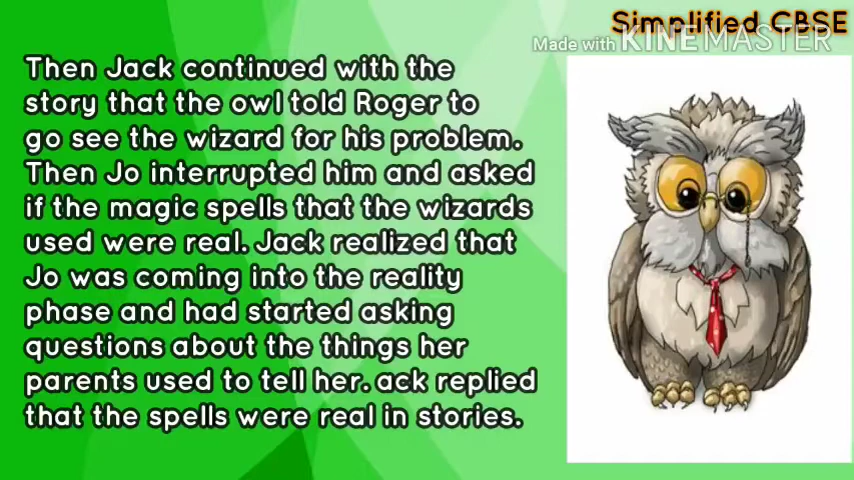 Simplified CBSE
Made with KINEMASTER
Then Jack continued with the
story that the owl told Roger to
go see the wizard for his problem.
Then Jo interrupted him and asked
if the magic spells that the wizards
used were real. Jack realized that
Jo was coming into the reality
phase and had started asking
questions about the things her
parents used to tell her. ack replied
that the spells were real in stories.